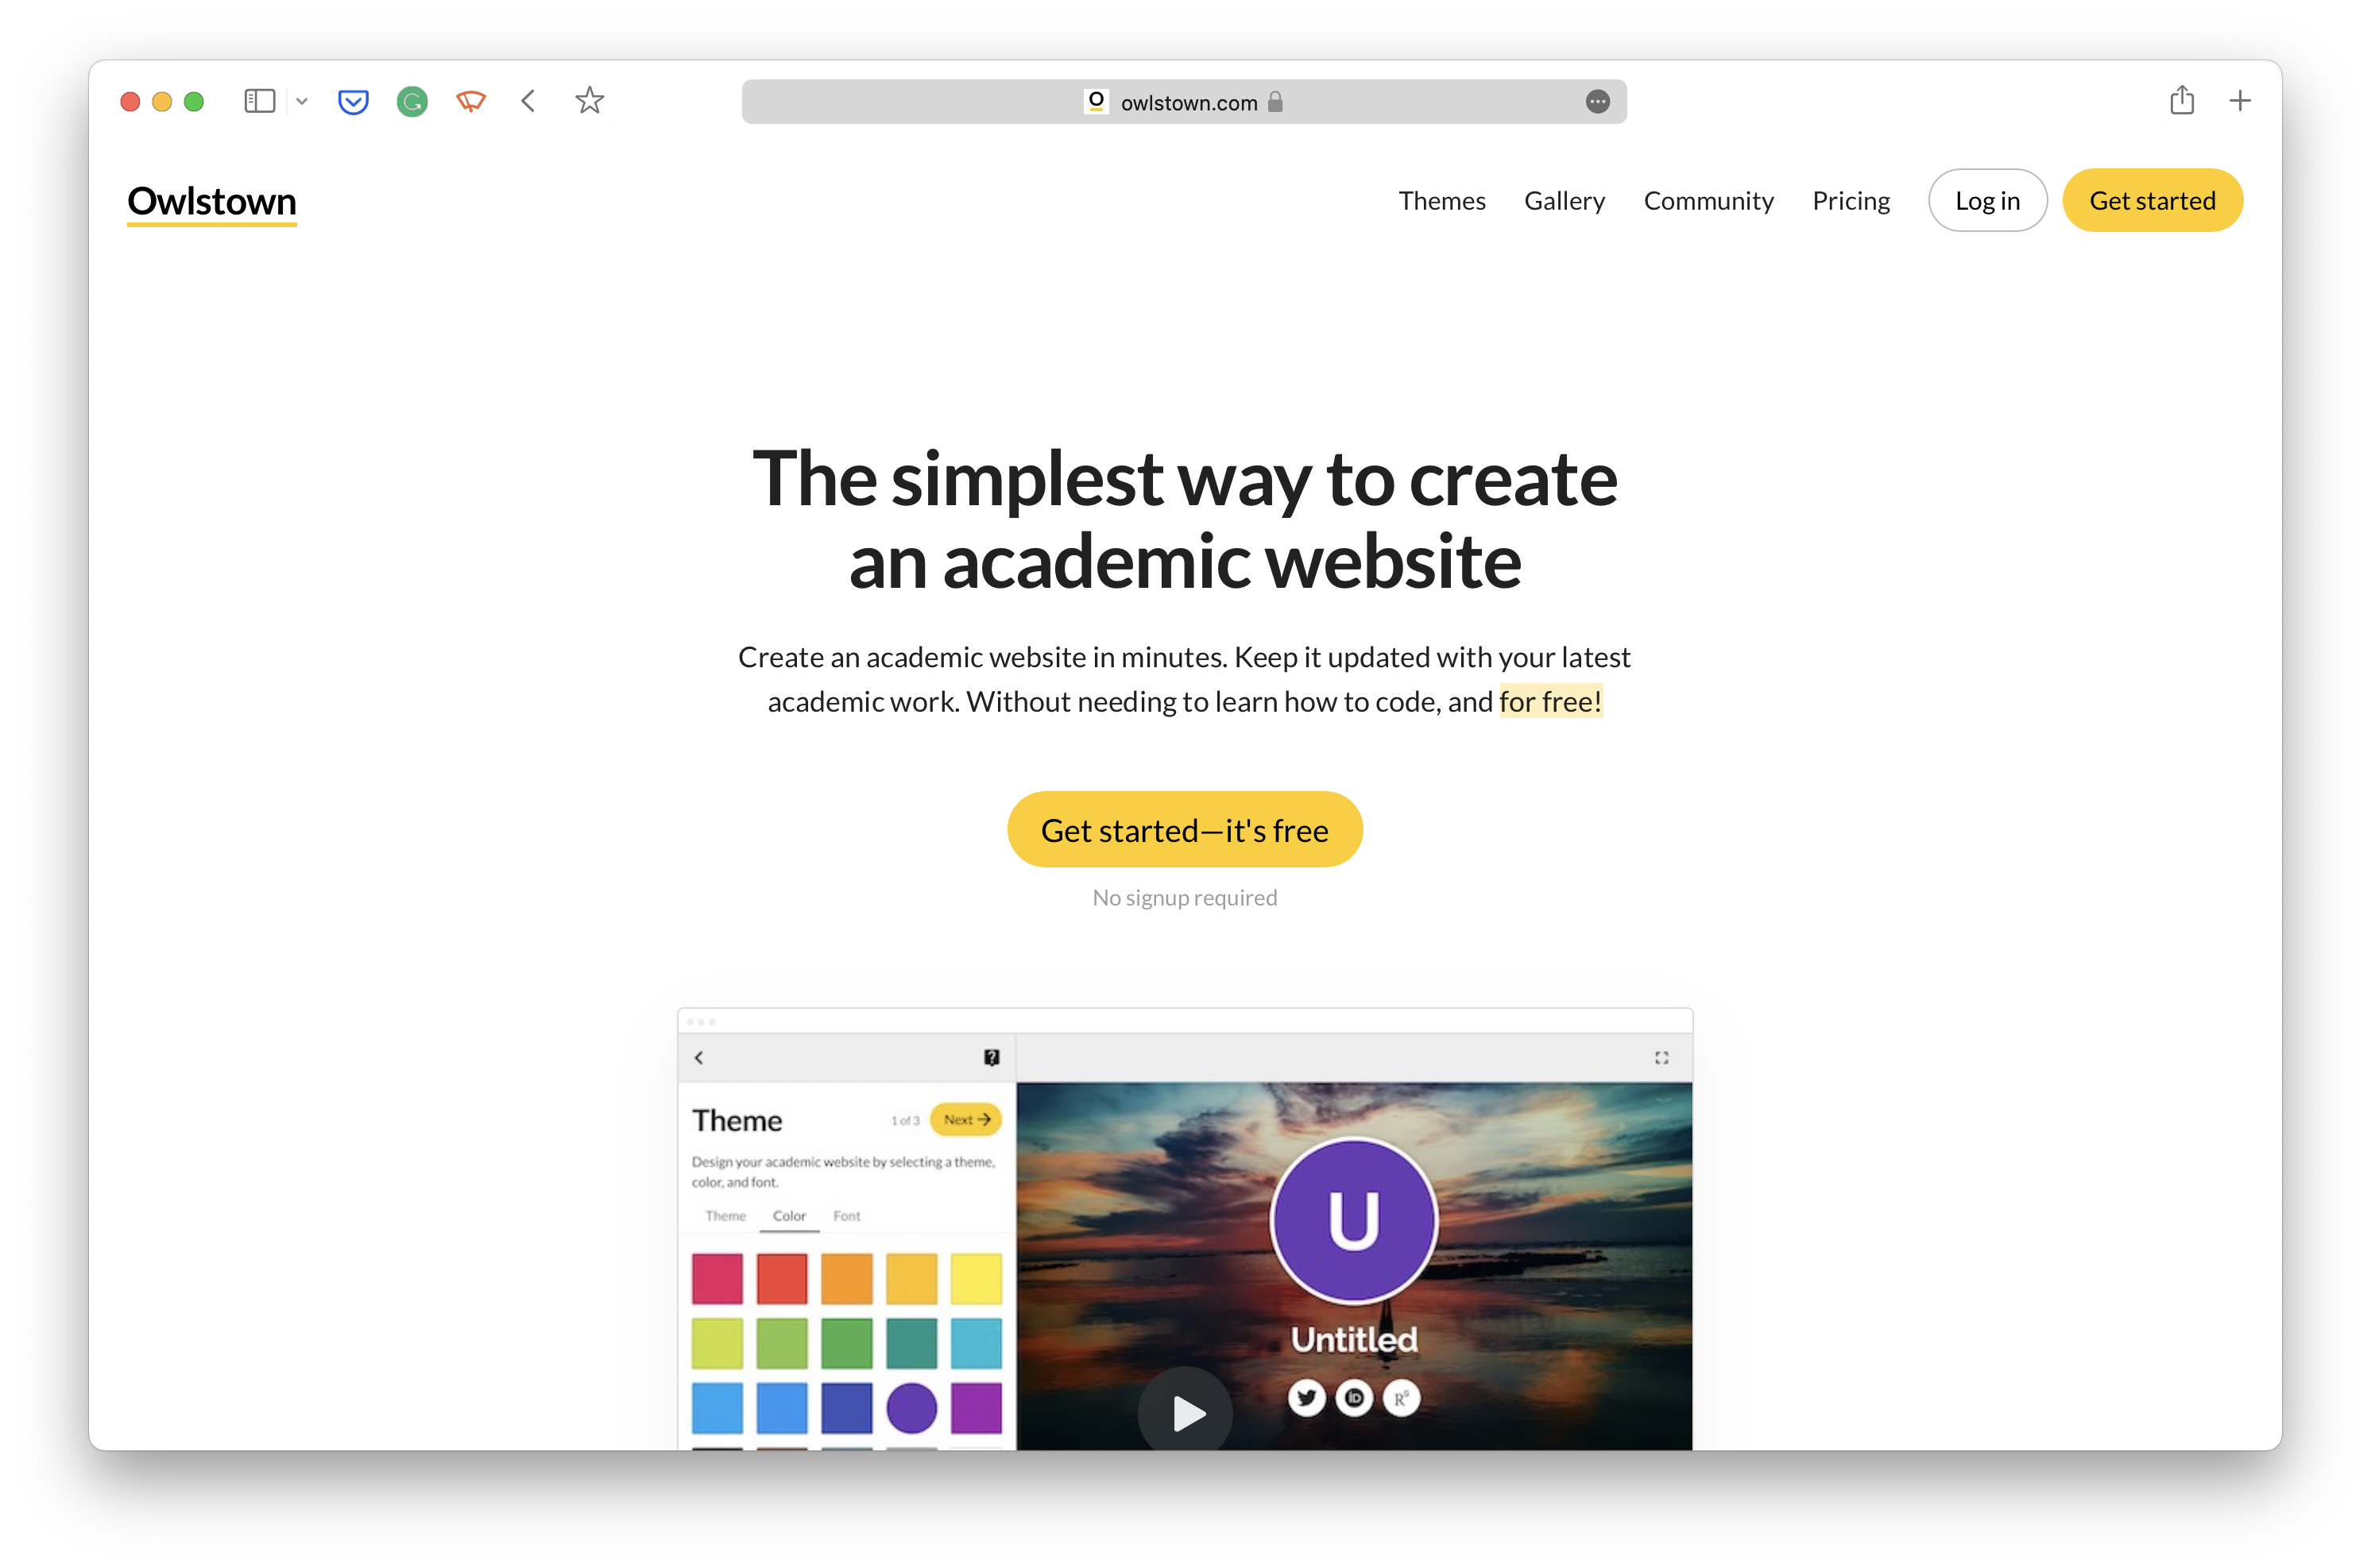 owlstown.com
Owlstown
Themes Gallery Community Pricing Log in Get started
The simplest way to create
an academic website
Create an academic website in minutes. Keep it updated with your latest
academic work. Without needing to learn how to code, and for free!
Get started—it's free
No signup required
Theme 1 of 3 Next →
Design your academic website by selecting a theme,
color, and font.
Theme Color Font
U
Untitled
iD RG